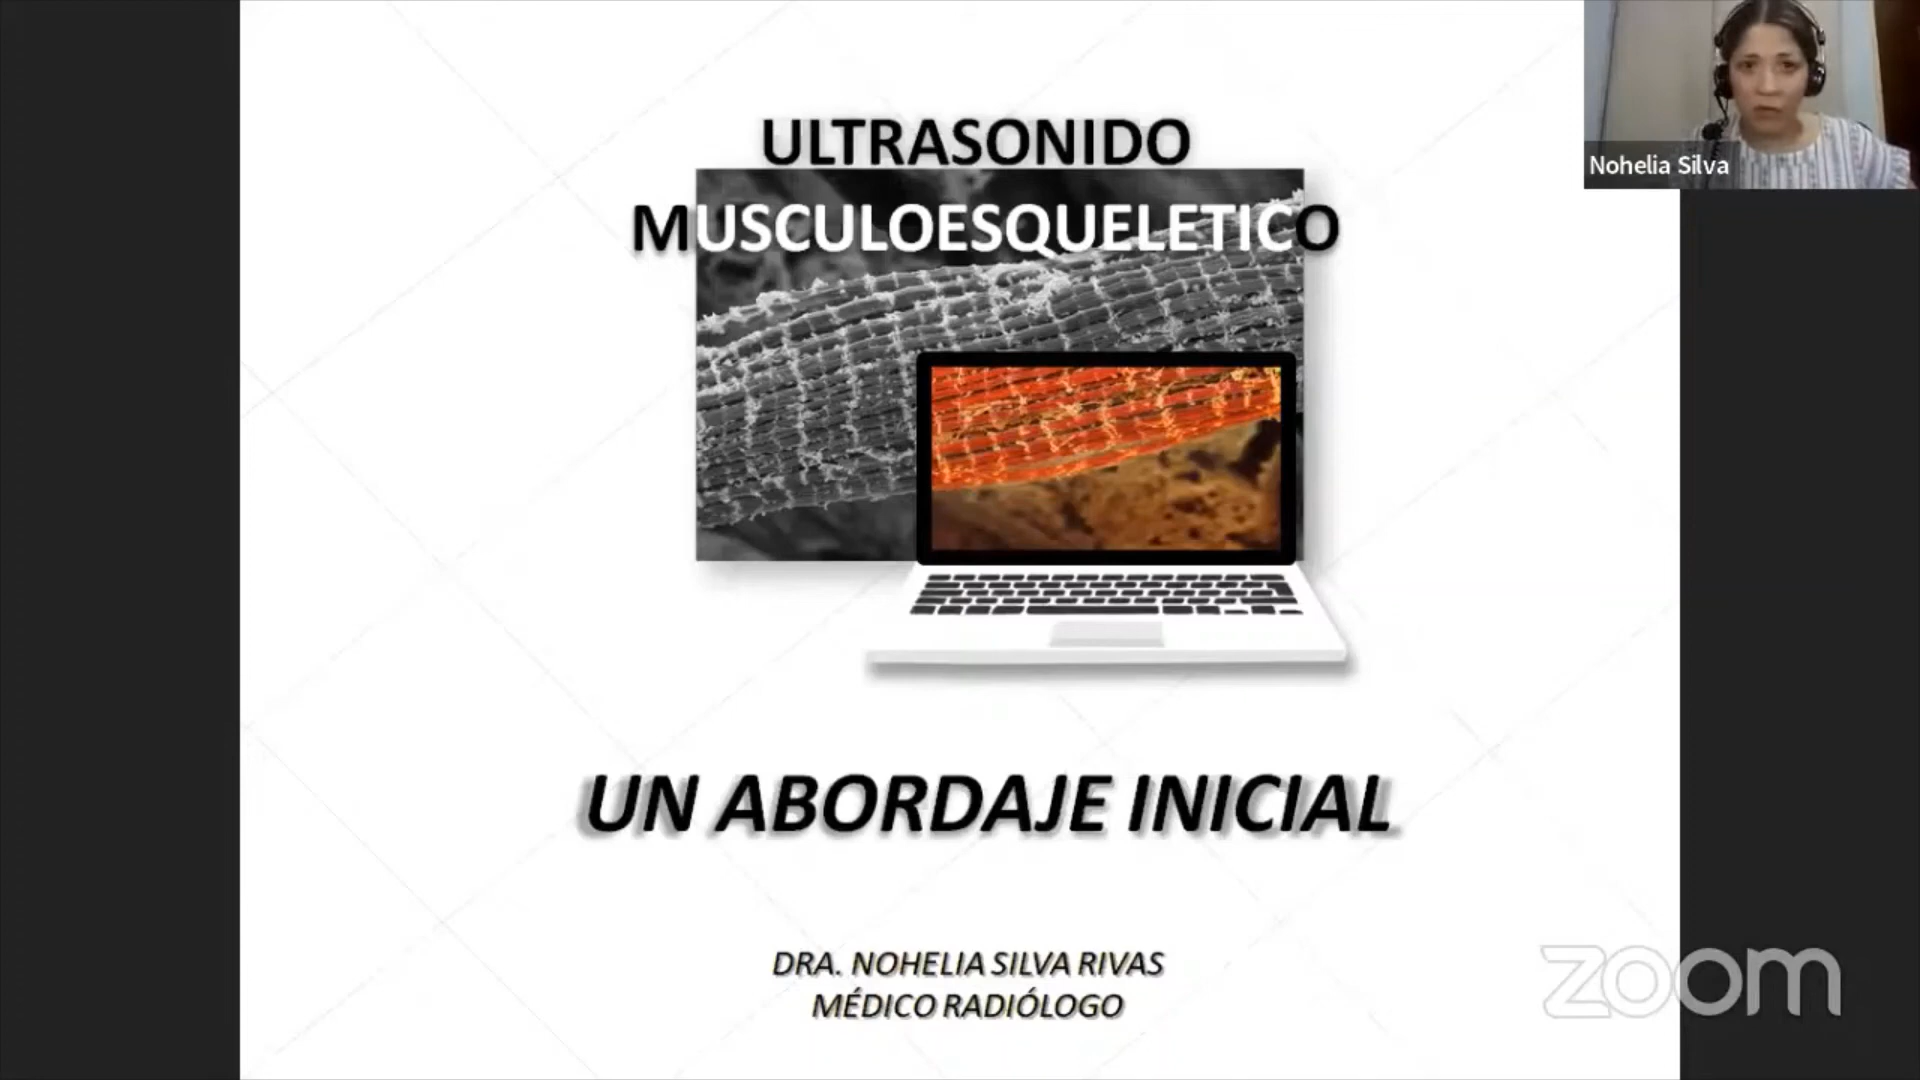 ULTRASONIDO
MUSCULOESQUELETICO
Nohelia Silva
UN ABORDAJE INICIAL
DRA. NOHELIA SILVA RIVAS
MÉDICO RADIÓLOGO
zoom